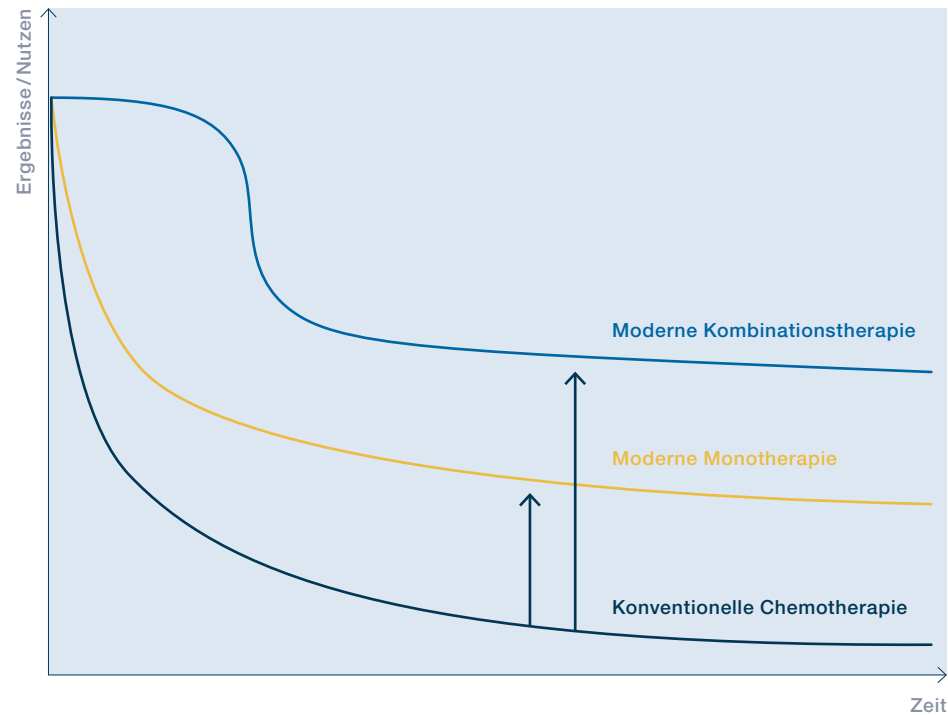 Ergebnisse / Nutzen
Moderne Kombinationstherapie
Moderne Monotherapie
Konventionelle Chemotherapie
Zeit